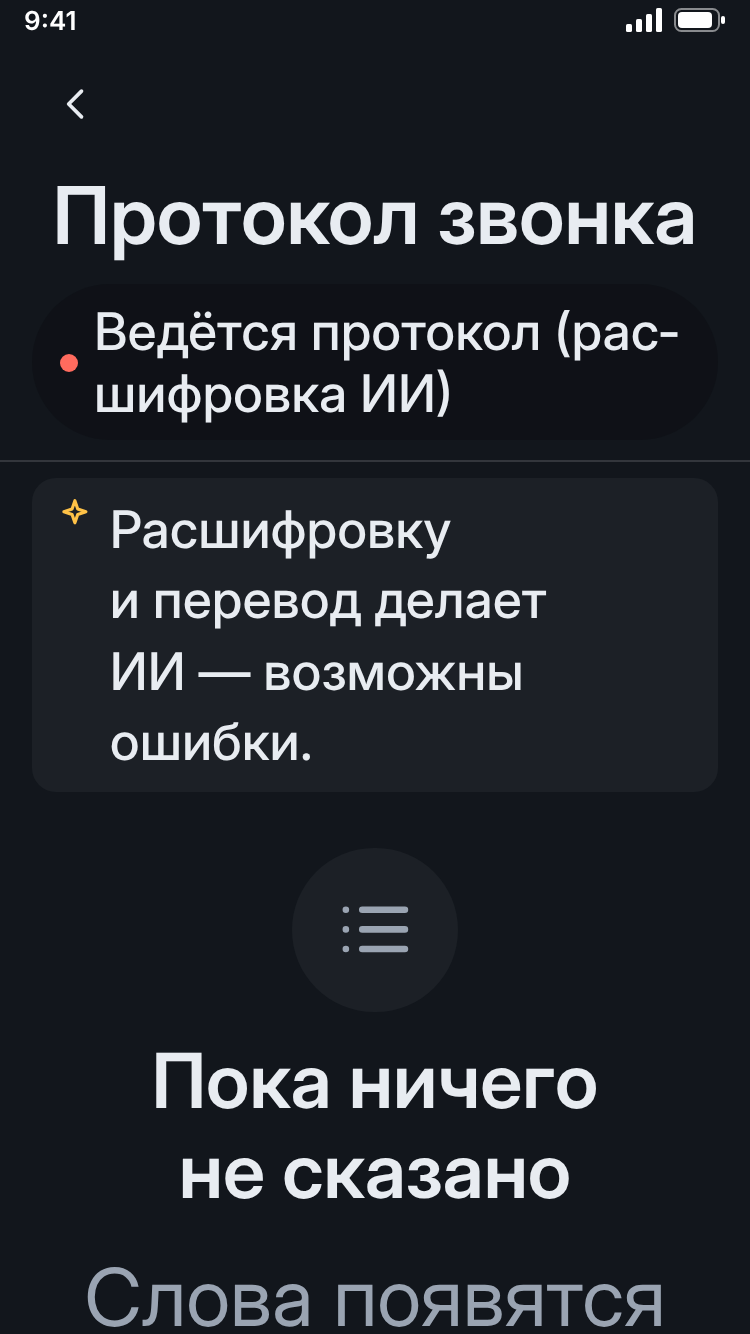 9:41
Протокол звонка
Ведётся протокол (рас-
шифровка ИИ)
Расшифровку
и перевод делает
ИИ — возможны
ошибки.
Пока ничего
не сказано
Слова появятся